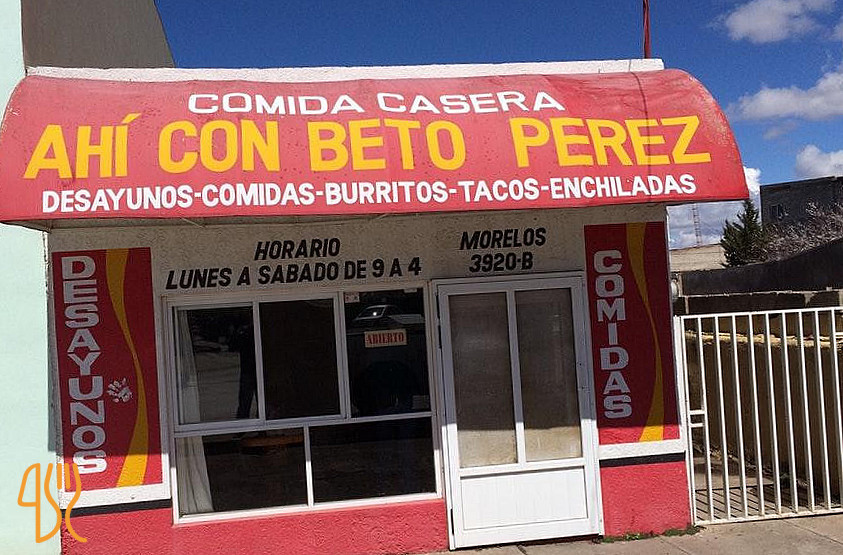 COMIDA CASERA
AHÍ CON BETO PEREZ
DESAYUNOS-COMIDAS-BURRITOS-TACOS-ENCHILADAS
HORARIO
LUNES A SABADO DE 9 A 4
MORELOS
3920-B
DESAYUNOS
ABIERTO
COMIDAS